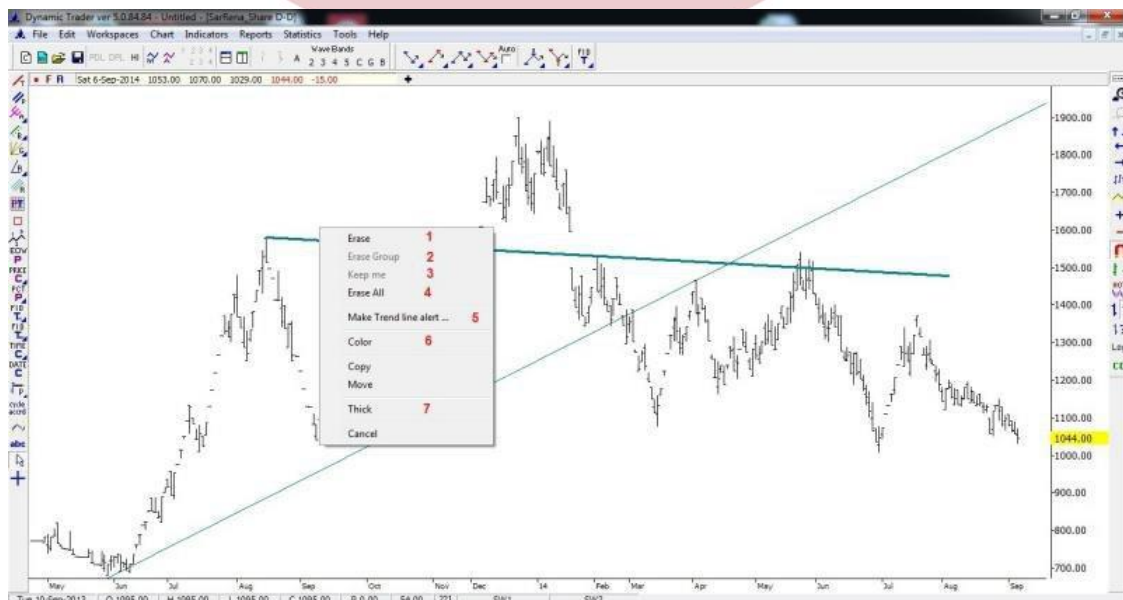 Dynamic Trader ver 5.0.84.84 - Untitled - [Sarfiena_Share D-D]
File Edit Workspaces Chart Indicators Reports Statistics Tools Help
Wave Bands
A 2 3 4 5 C G B
Auto
F R Sat 6-Sep-2014 1053.00 1070.00 1029.00 1044.00 -15.00
1900.00
1800.00
1700.00
1600.00
1500.00
1400.00
1300.00
1200.00
1100.00
1044.00
1000.00
900.00
800.00
700.00
Erase 1
Erase Group 2
Keep me 3
Erase All 4
Make Trend line alert ... 5
Color 6
Copy
Move
Thick 7
Cancel
PT
abc
May Jun Jul Aug Sep Oct Nov Dec 14 Feb Mar Apr May Jun Jul Aug Sep